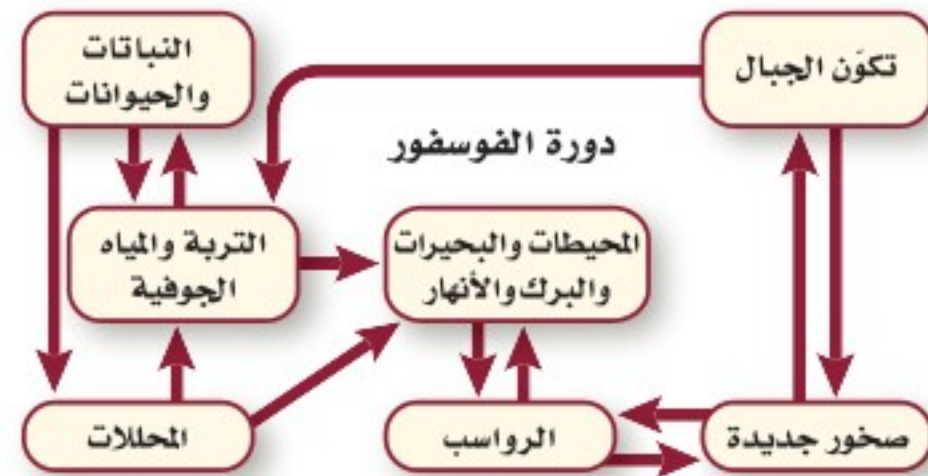 تكوّن الجبال
النباتات
والحيوانات
دورة الفوسفور
المحيطات والبحيرات
والبرك والأنهار
التربة والمياه
الجوفية
صخور جديدة
الرواسب
المحللات